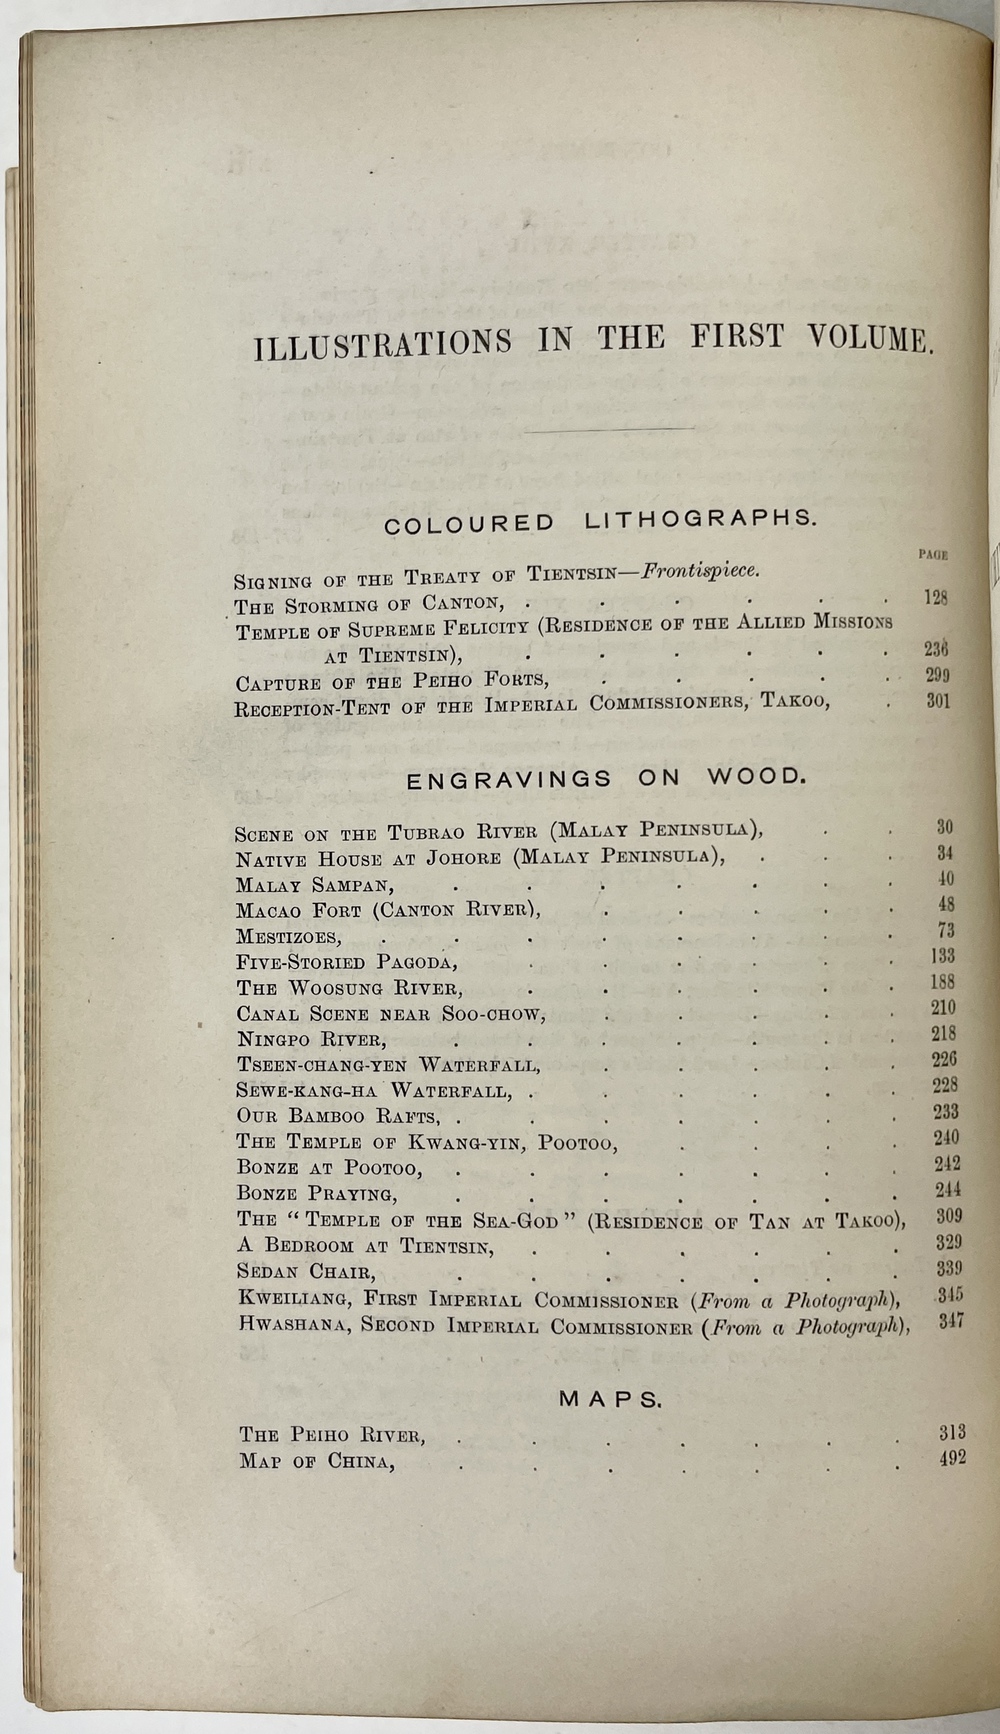 ILLUSTRATIONS IN THE FIRST VOLUME.
COLOURED LITHOGRAPHS.
PAGE
Signing of the Treaty of Tientsin—Frontispiece.
The Storming of Canton, . . . . . . 128
Temple of Supreme Felicity (Residence of the Allied Missions
at Tientsin), . . . . . . 236
Capture of the Peiho Forts, . . . . . 299
Reception-Tent of the Imperial Commissioners, Takoo, . 301
ENGRAVINGS ON WOOD.
Scene on the Tubrao River (Malay Peninsula), . . 30
Native House at Johore (Malay Peninsula), . . . 34
Malay Sampan, . . . . . . . 40
Macao Fort (Canton River), . . . . . 48
Mestizoes, . . . . . . . . 73
Five-Storied Pagoda, . . . . . . 133
The Woosung River, . . . . . . 188
Canal Scene near Soo-chow, . . . . . 210
Ningpo River, . . . . . . . 218
Tseen-chang-yen Waterfall, . . . . . 226
Sewe-kang-ha Waterfall, . . . . . . 228
Our Bamboo Rafts, . . . . . . . 233
The Temple of Kwang-yin, Pootoo, . . . . 240
Bonze at Pootoo, . . . . . . . 242
Bonze Praying, . . . . . . . 244
The “Temple of the Sea-God” (Residence of Tan at Takoo), 309
A Bedroom at Tientsin, . . . . . . 329
Sedan Chair, . . . . . . . 339
Kweiliang, First Imperial Commissioner (From a Photograph), 345
Hwashana, Second Imperial Commissioner (From a Photograph), 347
MAPS.
The Peiho River, . . . . . . . 313
Map of China, . . . . . . . 492